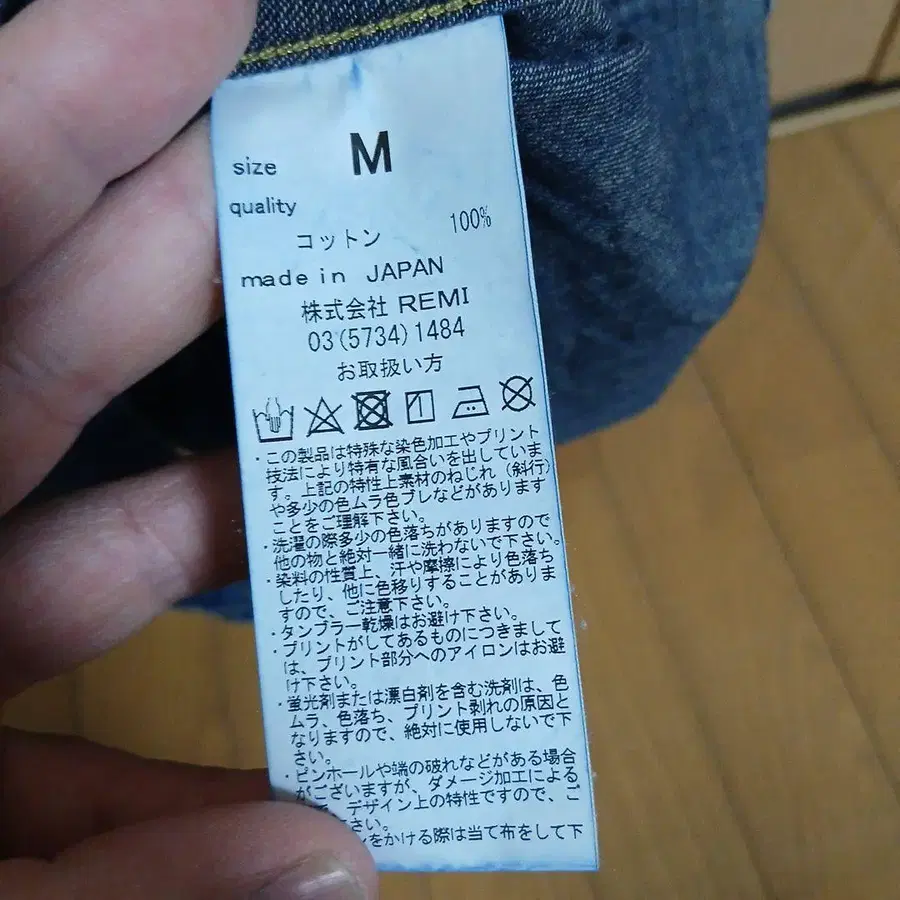 size M
quality
コットン 100%
made in JAPAN
株式会社 REMI
03(5734)1484
お取扱い方
・この製品は特殊な染色加工やプリント
技法により特有な風合いを出していま
す。上記の特性上素材のねじれ（斜行）
や多少の色ムラ色ブレなどがあります
ことをご理解下さい。
・洗濯の際多少の色落ちがありますので
他の物と絶対一緒に洗わないで下さい。
・染料の性質上、汗や摩擦により色落ち
したり、他に色移りすることがありま
すので、ご注意下さい。
・タンブラー乾燥はお避け下さい。
・プリントがしてあるものにつきまして
は、プリント部分へのアイロンはお避
け下さい。
・蛍光剤または漂白剤を含む洗剤は、色
ムラ、色落ち、プリント剥れの原因と
なりますので、絶対に使用しないで下
さい。
・ピンホールや端の破れなどがある場合
がございますが、ダメージ加工による
デザイン上の特性ですので、ご
さい。
ンをかける際は当て布をして下